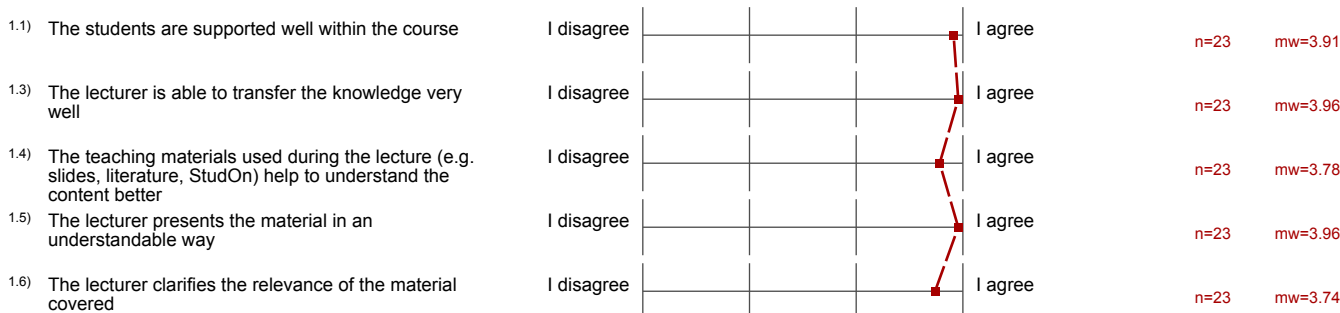 1.1) The students are supported well within the course I disagree I agree n=23 mw=3.91
1.3) The lecturer is able to transfer the knowledge very
well I disagree I agree n=23 mw=3.96
1.4) The teaching materials used during the lecture (e.g.
slides, literature, StudOn) help to understand the
content better I disagree I agree n=23 mw=3.78
1.5) The lecturer presents the material in an
understandable way I disagree I agree n=23 mw=3.96
1.6) The lecturer clarifies the relevance of the material
covered I disagree I agree n=23 mw=3.74